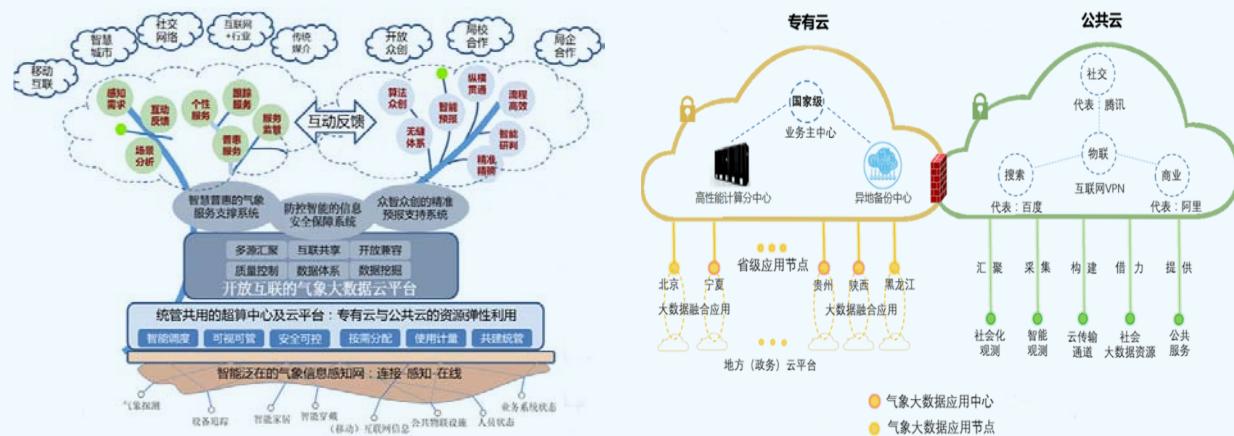 移动
互联
智慧
城市
社交
网络
互联网
+行业
传统
媒介
开放
众创
局校
合作
局企
合作
感知
需求
互动
反馈
场景
分析
个性
服务
跟踪
服务
普惠
服务
服务
监管
互动反馈
算法
众创
无缝
体系
智能
预报
纵横
贯通
流程
高效
智能
研判
精准
精确
智慧普惠的气象
服务支撑系统
防控智能的信息
安全保障系统
众智众创的精准
预报支持系统
多源汇聚 互联共享 开放兼容
质量控制 数据体系 数据挖掘
开放互联的气象大数据云平台
统管共用的超算中心及云平台：专有云与公共云的资源弹性利用
智能调度 可视可管 安全可控 按需分配 使用计量 共建统管
智能泛在的气象信息感知网：连接·感知·在线
气象探测
设备追踪
智能家居
智能穿戴
（移动）互联网信息
公共物联设施
人员状态
业务系统状态
专有云
国家级
业务主中心
高性能计算分中心
异地备份中心
省级应用节点
北京 宁夏 贵州 陕西 黑龙江
大数据融合应用 大数据融合应用
地方（政务）云平台
公共云
社交
代表：腾讯
物联
互联网VPN
搜索
代表：百度
商业
代表：阿里
汇聚 采集 构建 借力 提供
社会化
观测
智能
观测
云传输
通道
社会
大数据资源
公共
服务
气象大数据应用中心
气象大数据应用节点